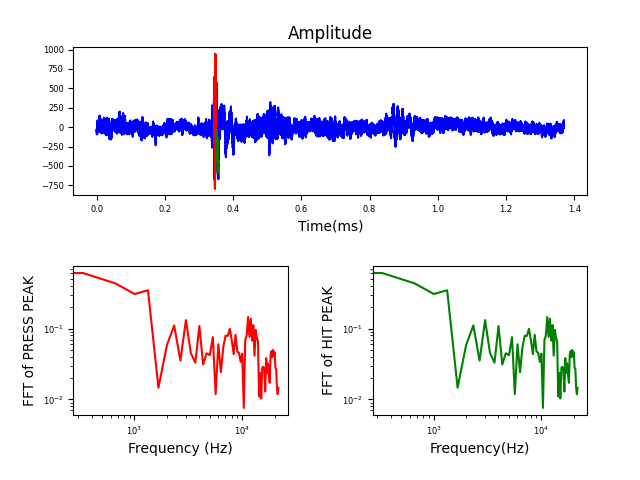 Amplitude
1000
750
500
250
0
−250
−500
−750
0.0 0.2 0.4 0.6 0.8 1.0 1.2 1.4
Time(ms)
FFT of PRESS PEAK
10⁻¹
10⁻²
10³ 10⁴
Frequency (Hz)
FFT of HIT PEAK
10⁻¹
10⁻²
10³ 10⁴
Frequency(Hz)